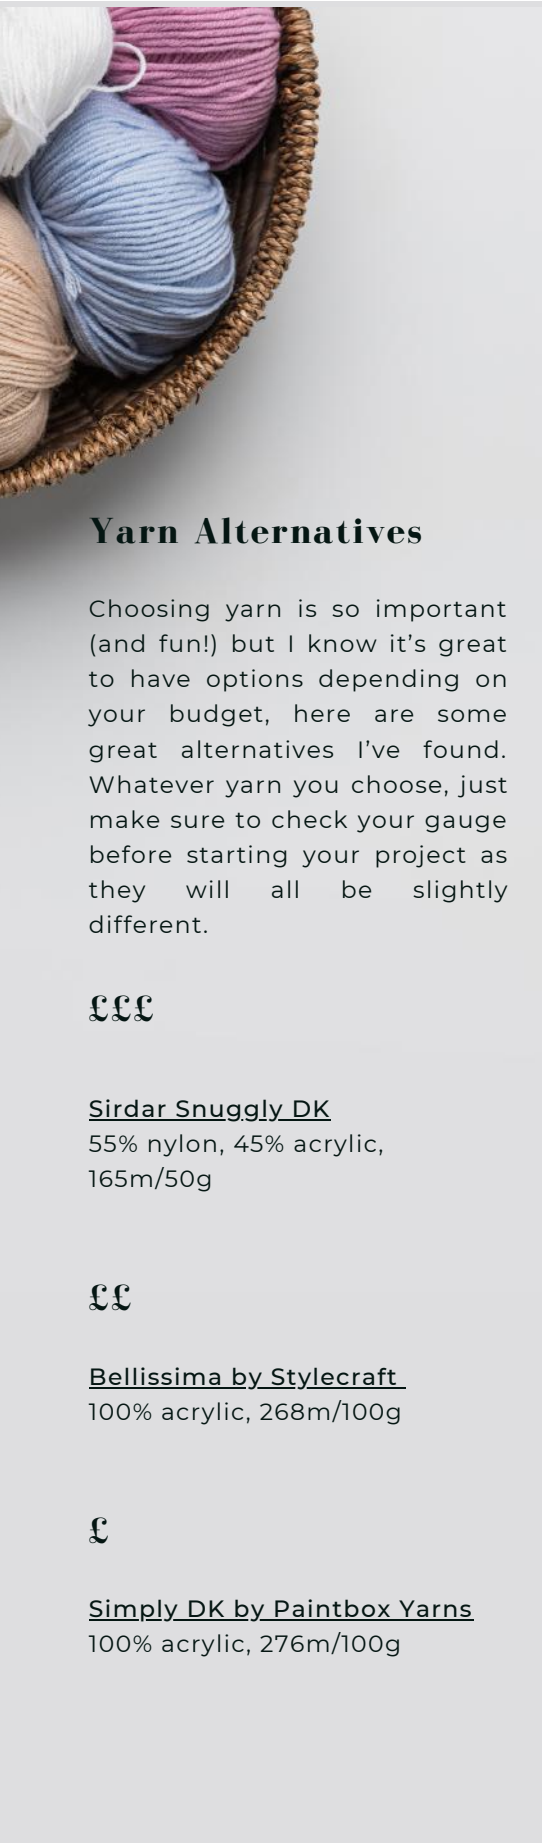 Yarn Alternatives
Choosing yarn is so important
(and fun!) but I know it’s great
to have options depending on
your budget, here are some
great alternatives I’ve found.
Whatever yarn you choose, just
make sure to check your gauge
before starting your project as
they will all be slightly
different.
£££
Sirdar Snuggly DK
55% nylon, 45% acrylic,
165m/50g
££
Bellissima by Stylecraft
100% acrylic, 268m/100g
£
Simply DK by Paintbox Yarns
100% acrylic, 276m/100g